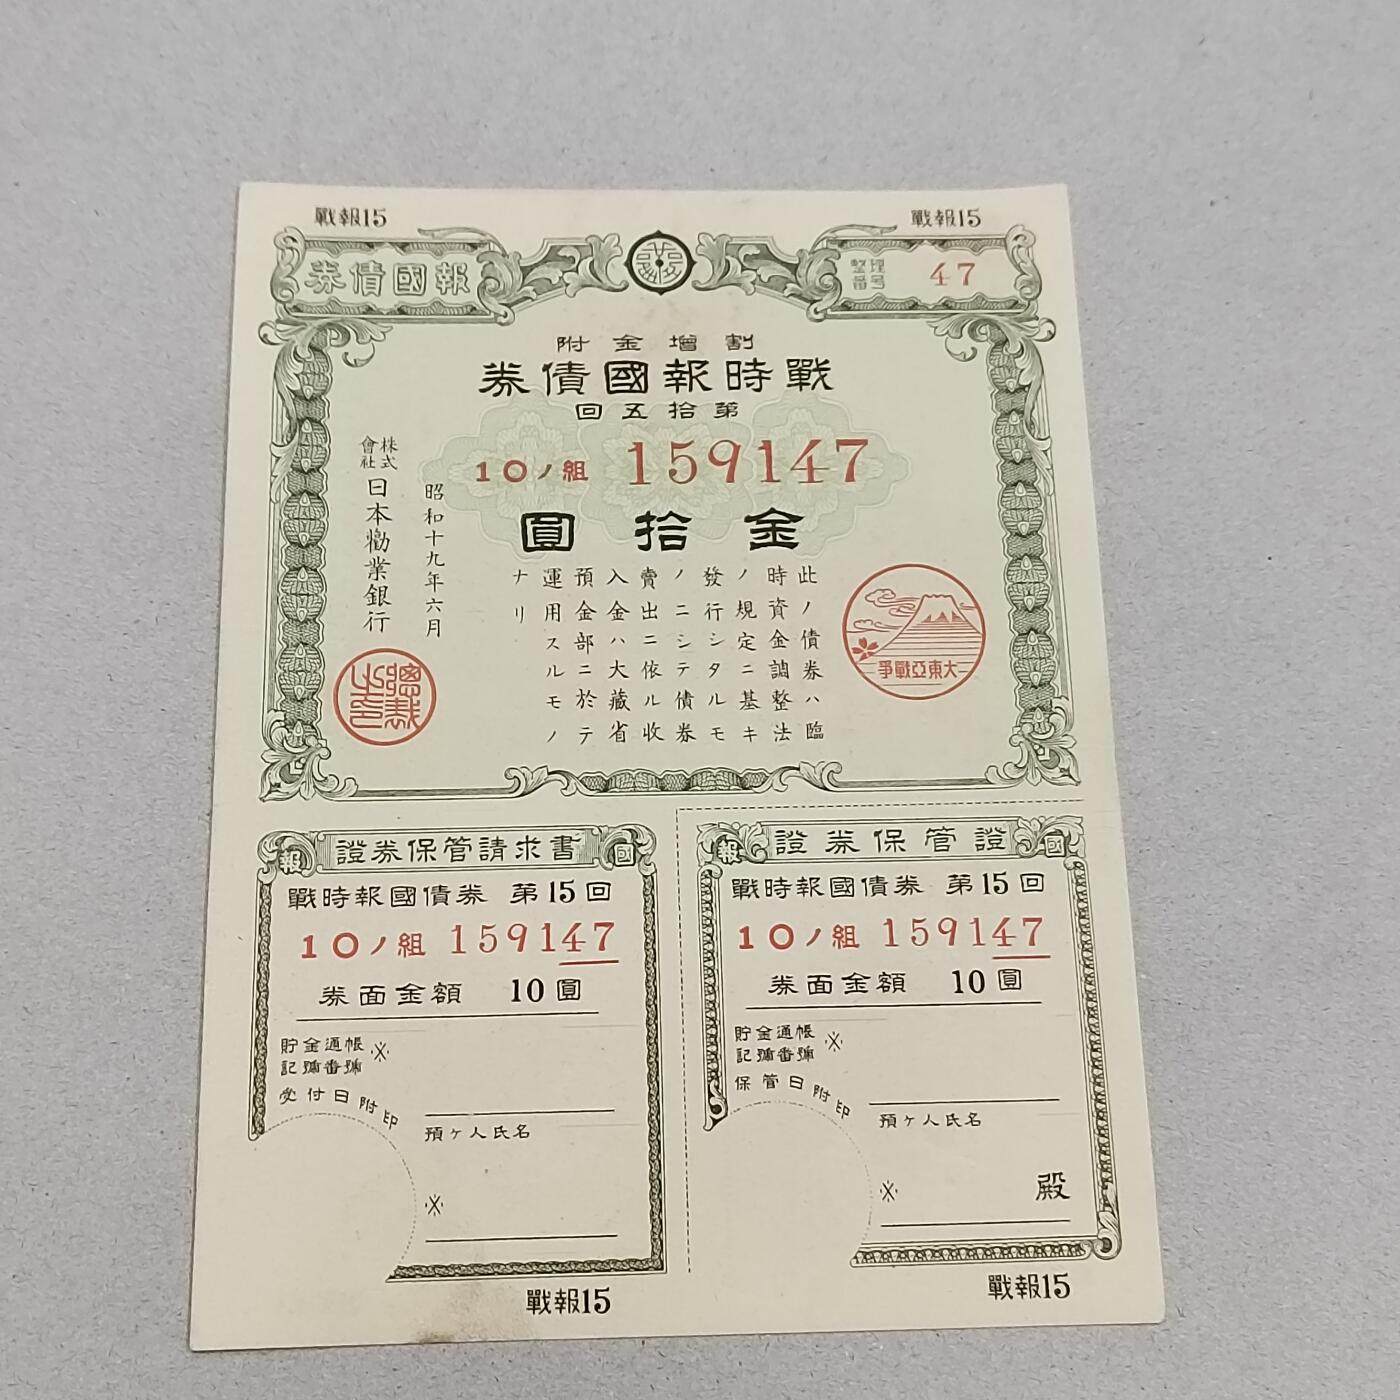 戰報15
戰報15
報國債券
整理番号 47
割增金附
戰時報國債券
第拾五回
10ノ組 159147
金拾圓
此ノ債券ハ臨
時資金調整法
ノ規定ニ基キ
發行シタルモ
ノニシテ債券
賣出ニ依ル收
入金ハ大藏省
預金部ニ於テ
運用スルモノ
ナリ
大東亞戰爭
昭和十九年六月
株式會社日本勸業銀行
總裁之印
報 證券保管請求書 國
戰時報國債券 第15回
10ノ組 159147
券面金額 10圓
貯金通帳
記號番號 ※
受付日附印
預ケ人氏名
※
戰報15
報 證券保管證 國
戰時報國債券 第15回
10ノ組 159147
券面金額 10圓
貯金通帳
記號番號 ※
保管日附印
預ケ人氏名
※ 殿
戰報15